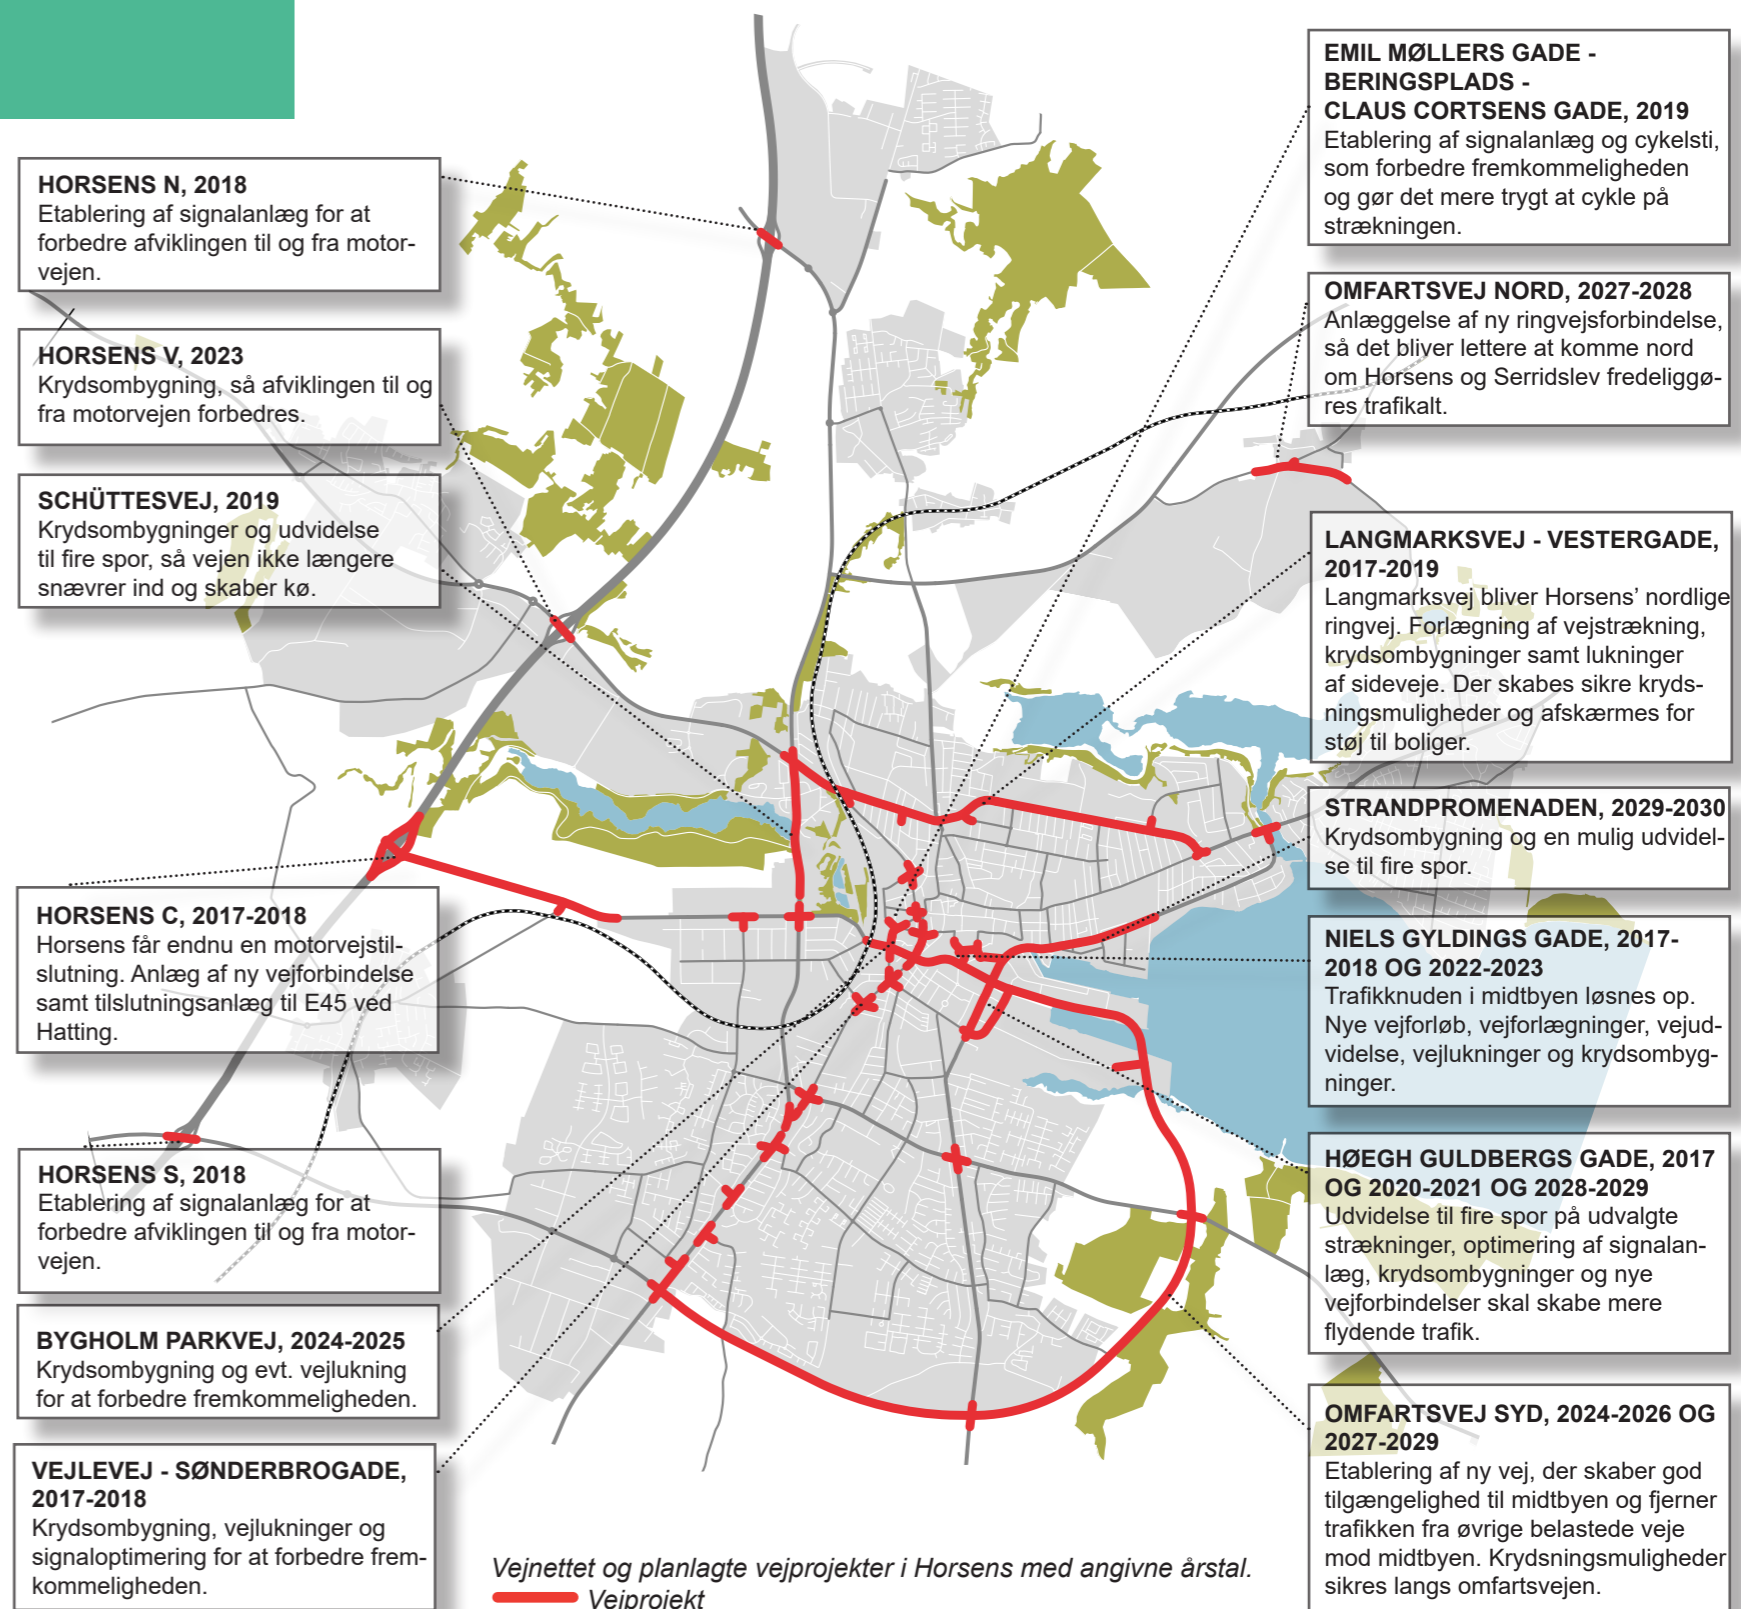 HORSENS N, 2018
Etablering af signalanlæg for at
forbedre afviklingen til og fra motor-
vejen.
HORSENS V, 2023
Krydsombygning, så afviklingen til og
fra motorvejen forbedres.
SCHÜTTESVEJ, 2019
Krydsombygninger og udvidelse
til fire spor, så vejen ikke længere
snævrer ind og skaber kø.
HORSENS C, 2017-2018
Horsens får endnu en motorvejstil-
slutning. Anlæg af ny vejforbindelse
samt tilslutningsanlæg til E45 ved
Hatting.
HORSENS S, 2018
Etablering af signalanlæg for at
forbedre afviklingen til og fra motor-
vejen.
BYGHOLM PARKVEJ, 2024-2025
Krydsombygning og evt. vejlukning
for at forbedre fremkommeligheden.
VEJLEVEJ - SØNDERBROGADE,
2017-2018
Krydsombygning, vejlukninger og
signaloptimering for at forbedre frem-
kommeligheden.
EMIL MØLLERS GADE -
BERINGSPLADS -
CLAUS CORTSENS GADE, 2019
Etablering af signalanlæg og cykelsti,
som forbedre fremkommeligheden
og gør det mere trygt at cykle på
strækningen.
OMFARTSVEJ NORD, 2027-2028
Anlæggelse af ny ringvejsforbindelse,
så det bliver lettere at komme nord
om Horsens og Serridslev fredeliggø-
res trafikalt.
LANGMARKSVEJ - VESTERGADE,
2017-2019
Langmarksvej bliver Horsens’ nordlige
ringvej. Forlægning af vejstrækning,
krydsombygninger samt lukninger
af sideveje. Der skabes sikre kryds-
ningsmuligheder og afskærmes for
støj til boliger.
STRANDPROMENADEN, 2029-2030
Krydsombygning og en mulig udvidel-
se til fire spor.
NIELS GYLDINGS GADE, 2017-
2018 OG 2022-2023
Trafikknuden i midtbyen løsnes op.
Nye vejforløb, vejforlægninger, vejud-
videlse, vejlukninger og krydsombyg-
ninger.
HØEGH GULDBERGS GADE, 2017
OG 2020-2021 OG 2028-2029
Udvidelse til fire spor på udvalgte
strækninger, optimering af signalan-
læg, krydsombygninger og nye
vejforbindelser skal skabe mere
flydende trafik.
OMFARTSVEJ SYD, 2024-2026 OG
2027-2029
Etablering af ny vej, der skaber god
tilgængelighed til midtbyen og fjerner
trafikken fra øvrige belastede veje
mod midtbyen. Krydsningsmuligheder
sikres langs omfartsvejen.
Vejnettet og planlagte vejprojekter i Horsens med angivne årstal.
Vejprojekt